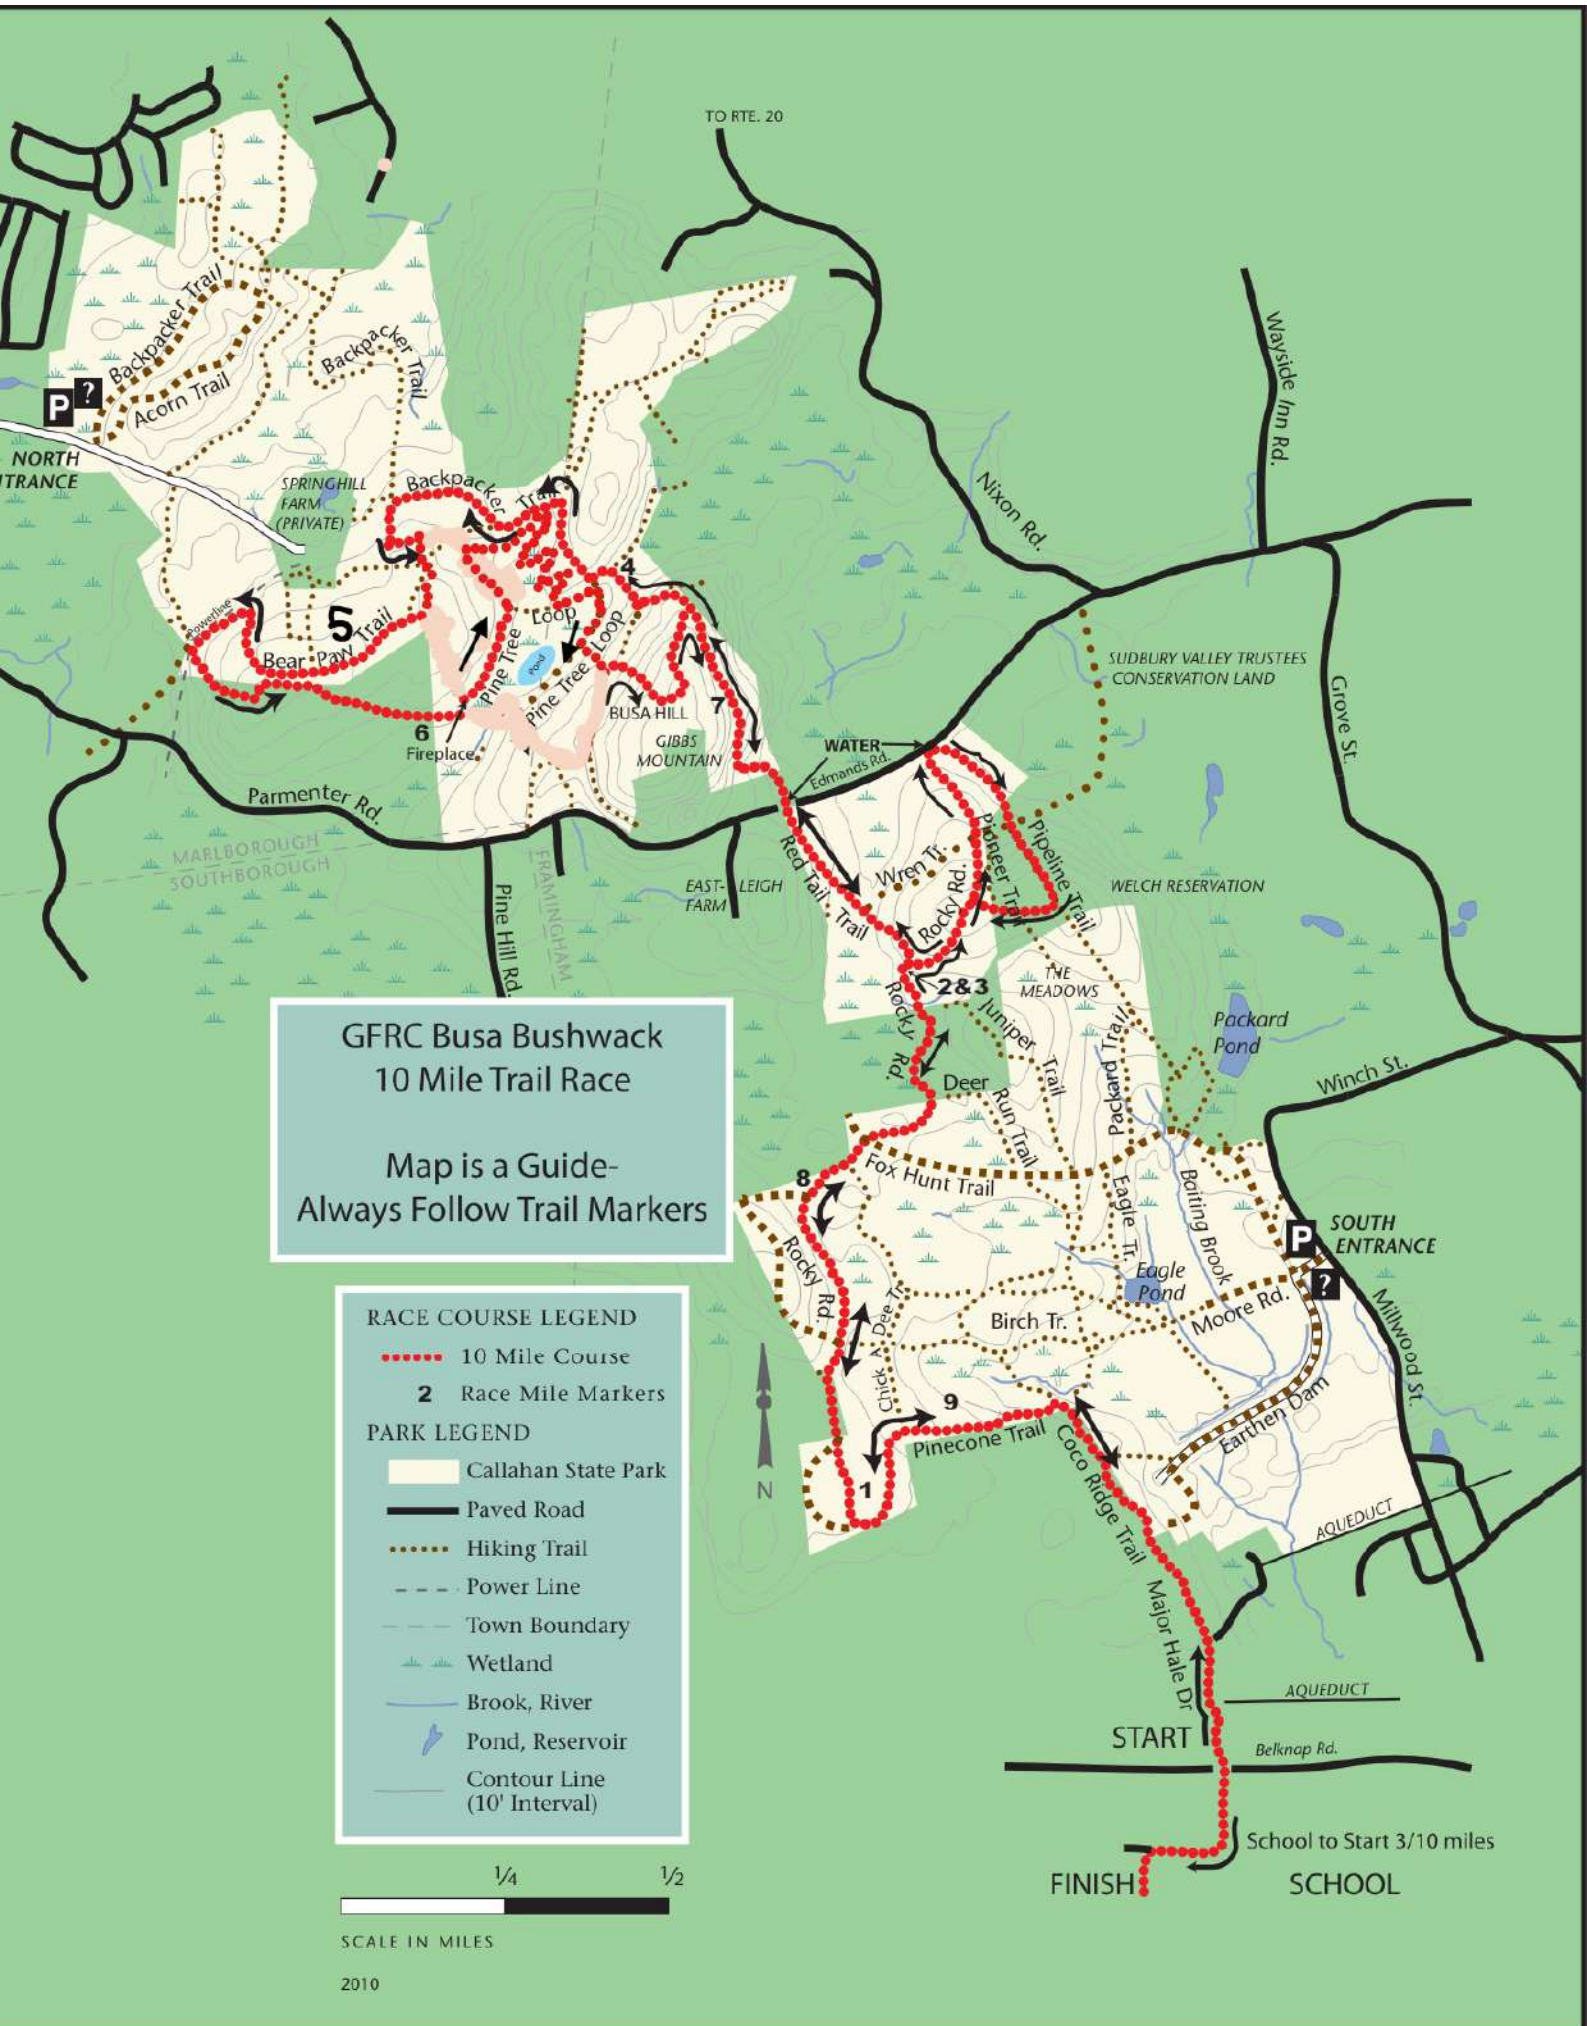 TO RTE. 20
Wayside Inn Rd.
Backpacker Trail
Backpacker Trail
Acorn Trail
P
?
NORTH
NTRANCE
SPRINGHILL
FARM
(PRIVATE)
Backpacker Trail
Nixon Rd.
4
Powerline
5
Loop
Bear Paw Trail
Pine Tree
Pond
Pine Tree Loop
SUDBURY VALLEY TRUSTEES
CONSERVATION LAND
Grove St.
7
BUSA HILL
6
Fireplace
GIBBS
MOUNTAIN
WATER
Edmands Rd.
Parmenter Rd.
MARLBOROUGH
SOUTHBOROUGH
FRAMINGHAM
Pine Hill Rd.
EAST- LEIGH
FARM
Red Tail Trail
Wren Tr.
Rocky Rd.
Pioneer Trail
Pipeline Trail
WELCH RESERVATION
2&3
THE
MEADOWS
Rocky Rd.
Juniper Trail
Packard Trail
Packard
Pond
Winch St.
GFRC Busa Bushwack
10 Mile Trail Race
Map is a Guide-
Always Follow Trail Markers
Deer Run Trail
8
Fox Hunt Trail
Eagle Tr.
Baiting Brook
P
SOUTH
ENTRANCE
?
Rocky Rd.
Eagle
Pond
Moore Rd.
Millwood St.
Birch Tr.
Chick A Dee Tr.
9
Pinecone Trail
Earthen Dam
1
Coco Ridge Trail
AQUEDUCT
N
RACE COURSE LEGEND
10 Mile Course
2 Race Mile Markers
PARK LEGEND
Callahan State Park
Paved Road
Hiking Trail
Power Line
Town Boundary
Wetland
Brook, River
Pond, Reservoir
Contour Line
(10' Interval)
Major Hale Dr
AQUEDUCT
START
Belknap Rd.
School to Start 3/10 miles
FINISH
SCHOOL
1/4 1/2
SCALE IN MILES
2010